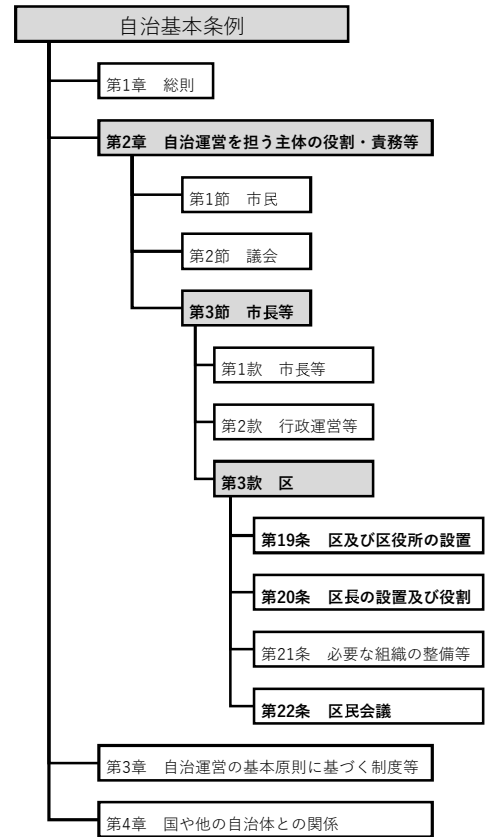 自治基本条例
第1章　総則
第2章　自治運営を担う主体の役割・責務等
第1節　市民
第2節　議会
第3節　市長等
第1款　市長等
第2款　行政運営等
第3款　区
第19条　区及び区役所の設置
第20条　区長の設置及び役割
第21条　必要な組織の整備等
第22条　区民会議
第3章　自治運営の基本原則に基づく制度等
第4章　国や他の自治体との関係